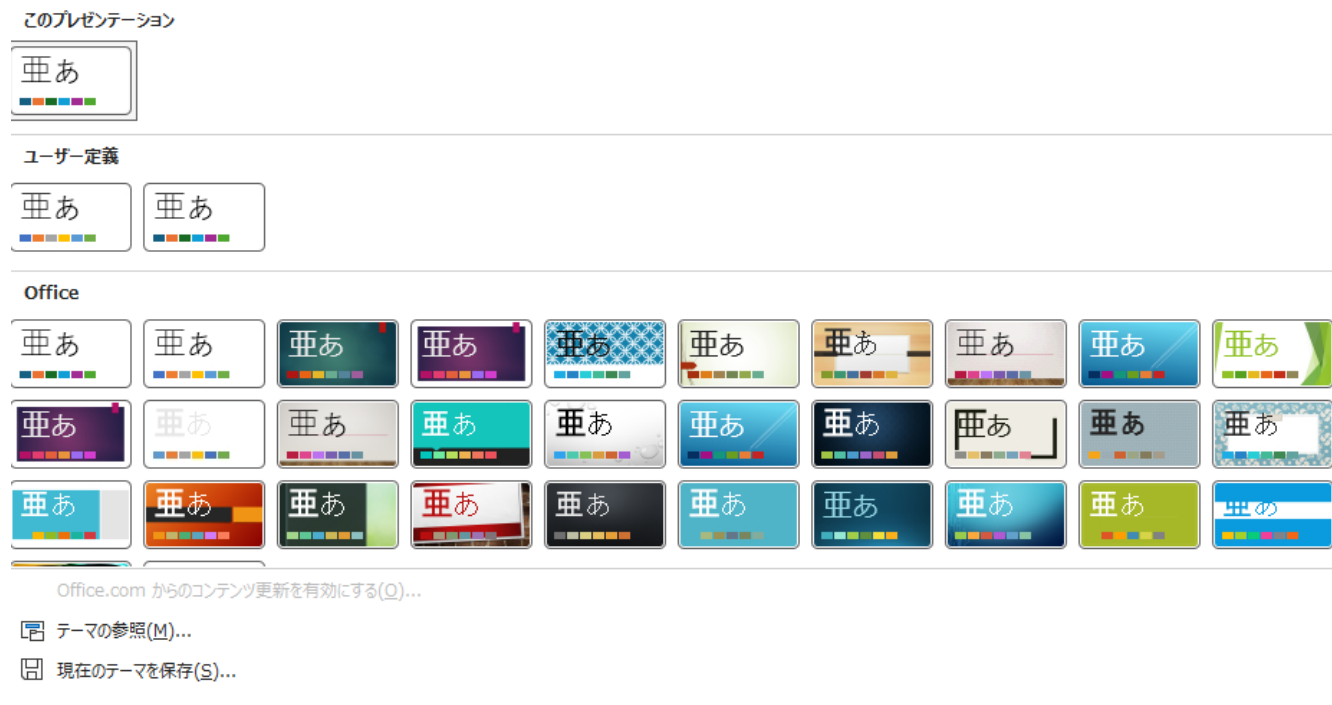 このプレゼンテーション
亜あ
ユーザー定義
亜あ 亜あ
Office
亜あ 亜あ 亜あ 亜あ 亜あ 亜あ 亜あ 亜あ 亜あ 亜あ
亜あ 亜あ 亜あ 亜あ 亜あ 亜あ 亜あ 亜あ 亜あ 亜あ
亜あ 亜あ 亜あ 亜あ 亜あ 亜あ 亜あ 亜あ 亜あ 亜あ
Office.com からのコンテンツ更新を有効にする(O)...
テーマの参照(M)...
現在のテーマを保存(S)...